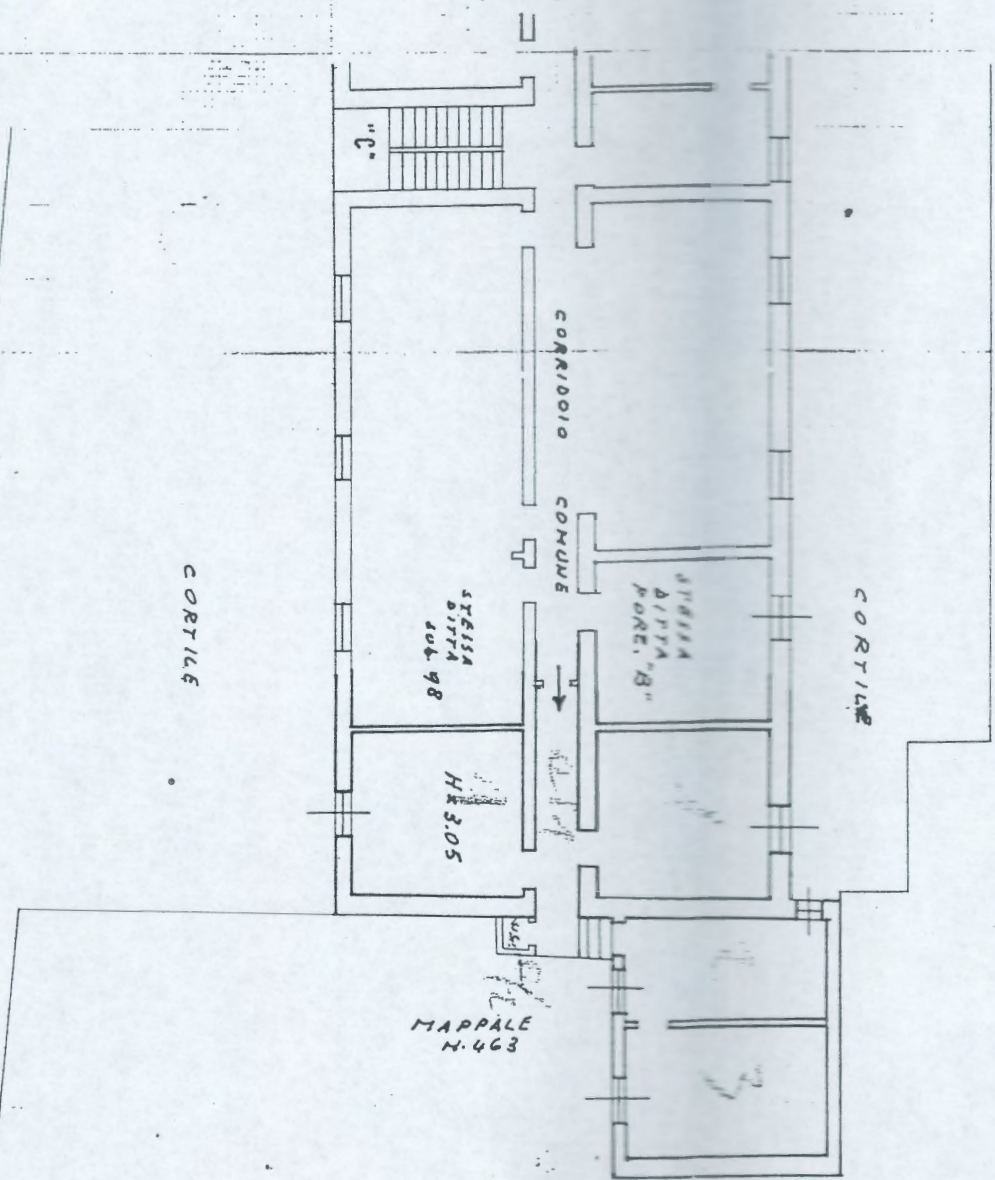 "C"
CORRIDOIO COMUNE
STESSA
DITTA
PORZ. "B"
CORTILE
STESSA
DITTA
SUB. 98
CORTILE
H=3.05
MAPPALE
N. 463